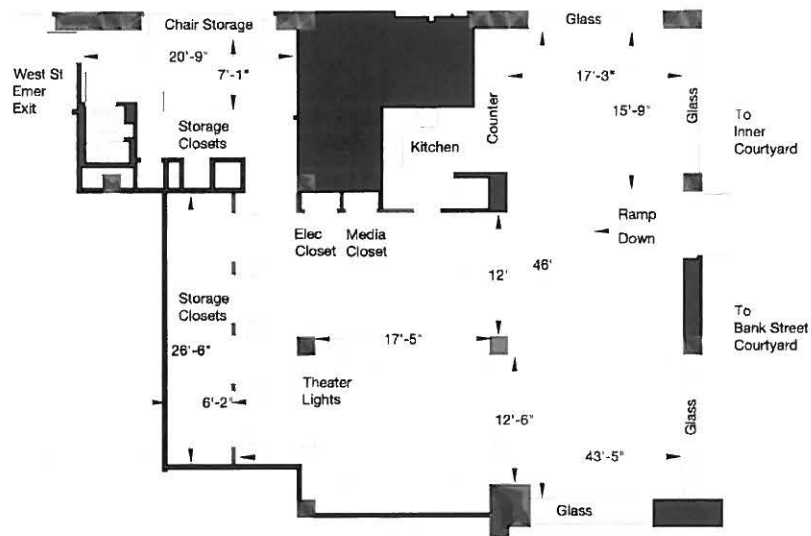 Chair Storage
Glass
20'-9"
17'-3"
7'-1"
West St
Emer
Exit
15'-9"
Glass
Counter
To
Inner
Courtyard
Storage
Closets
Kitchen
Ramp
Down
Elec
Closet
Media
Closet
12'
46'
Storage
Closets
To
Bank Street
Courtyard
17'-5"
26'-6"
Theater
Lights
6'-2"
12'-6"
Glass
43'-5"
Glass